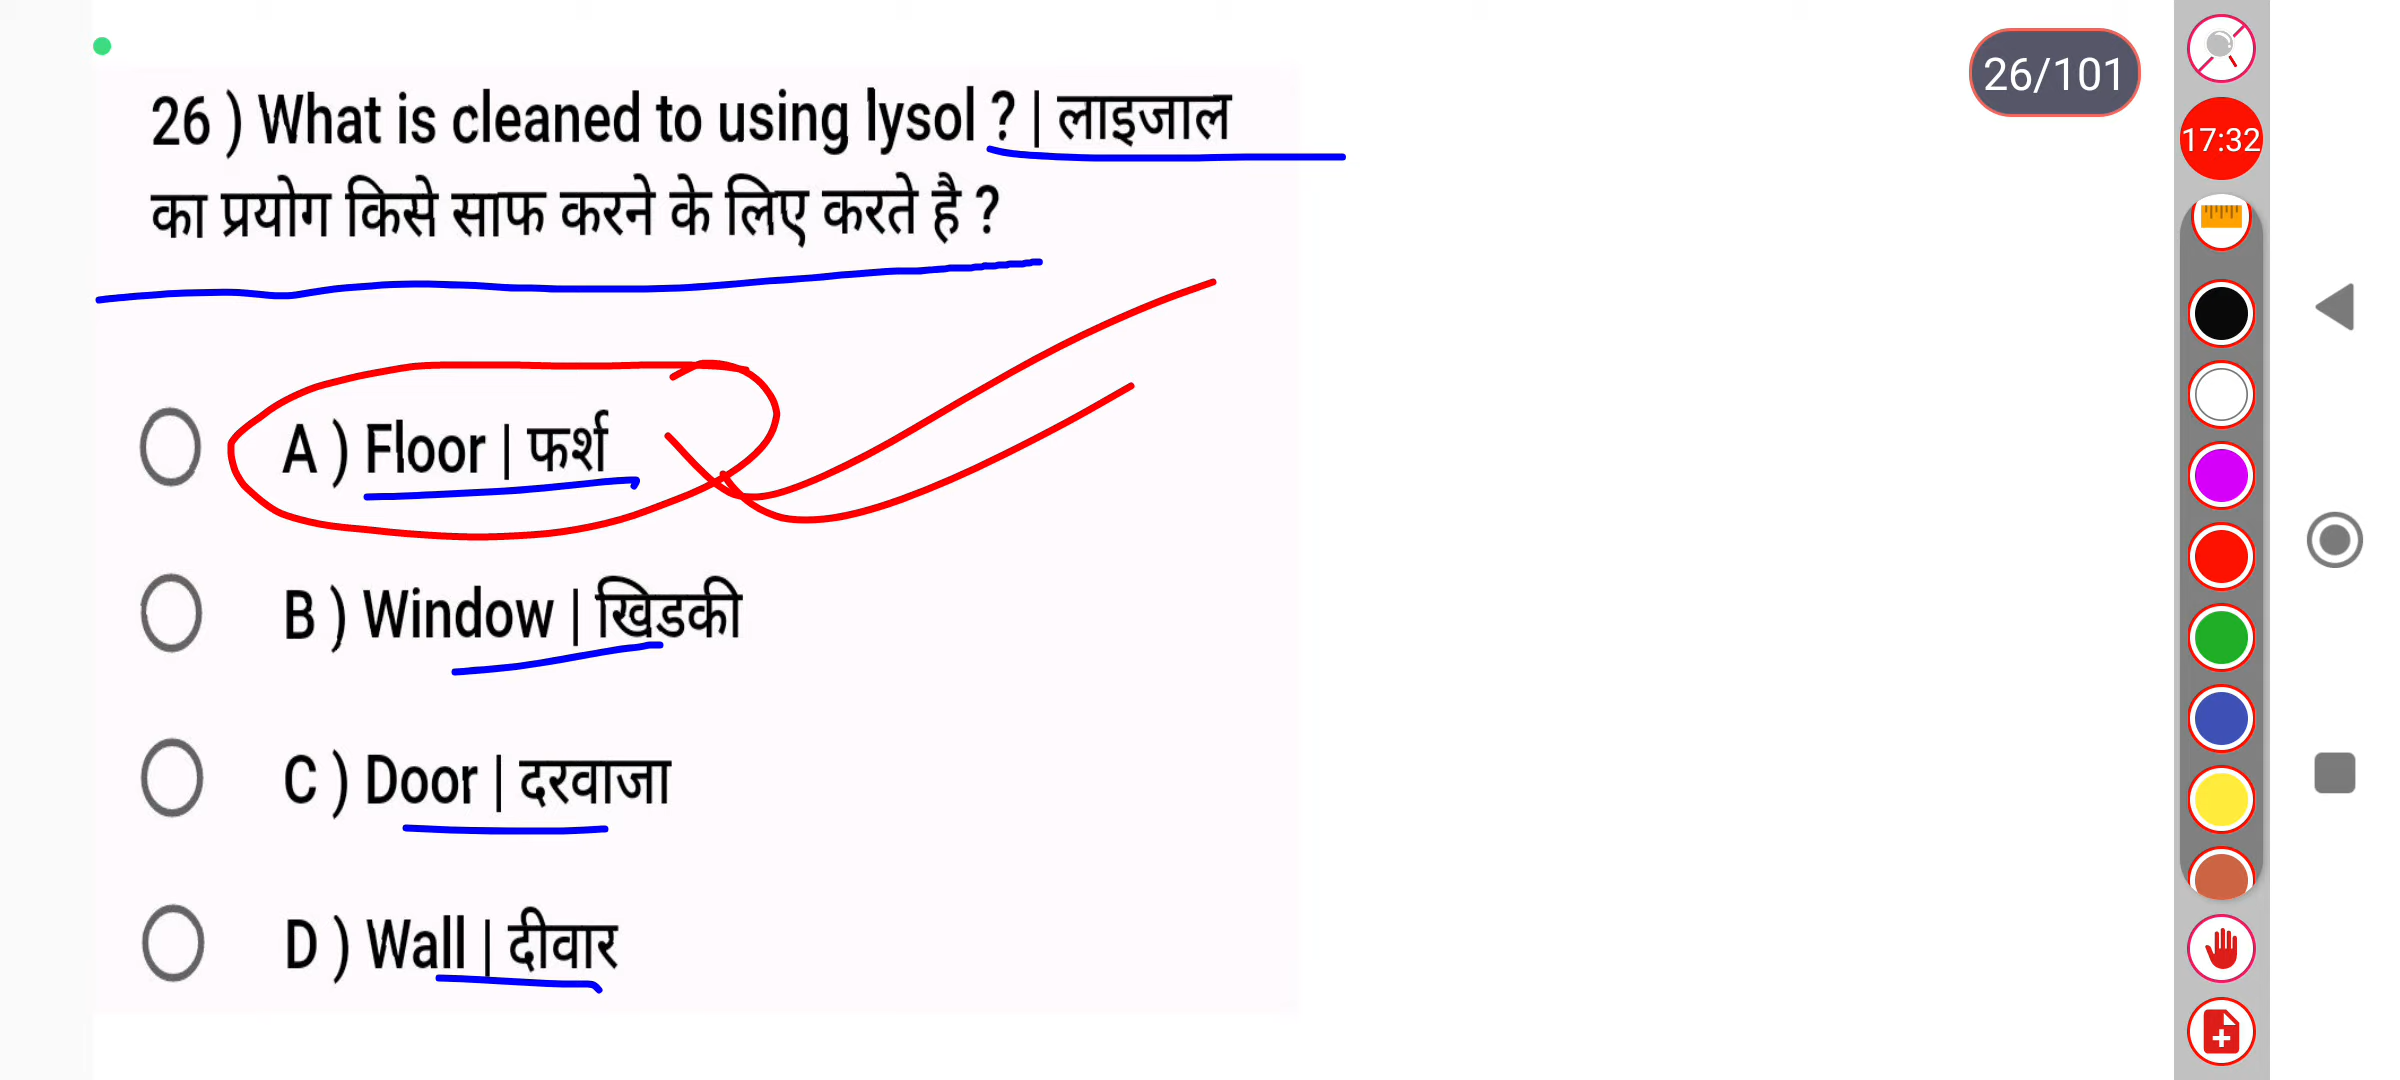 26/101
17:32
26 ) What is cleaned to using lysol ? | लाइजाल
का प्रयोग किसे साफ करने के लिए करते है ?
A ) Floor | फर्श
B ) Window | खिडकी
C ) Door | दरवाजा
D ) Wall | दीवार